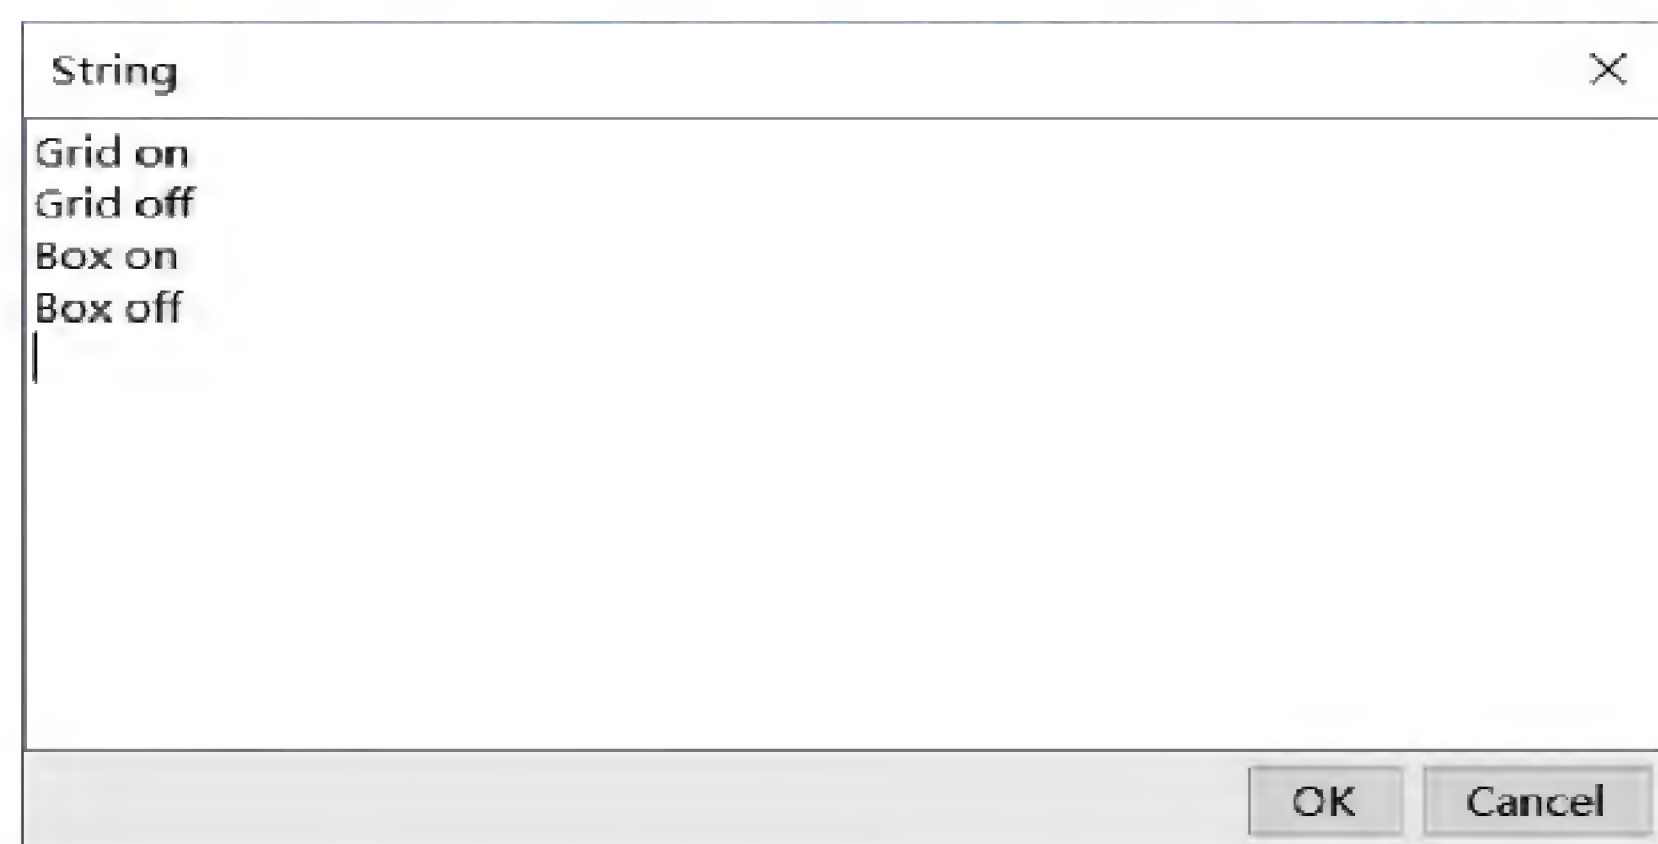 String
Grid on
Grid off
Box on
Box off
OK
Cancel